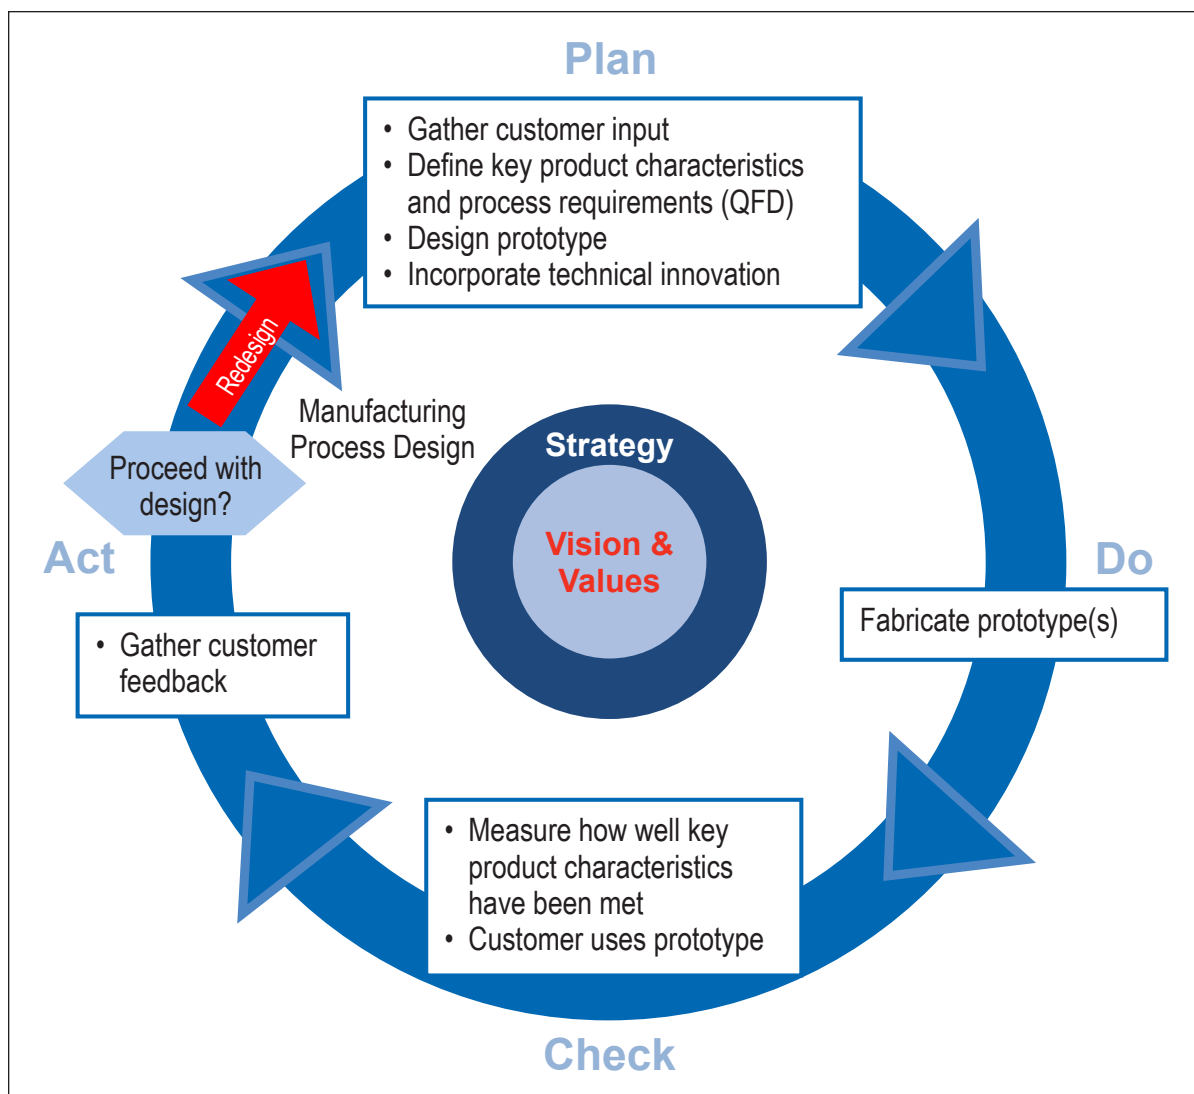 Plan
• Gather customer input
• Define key product characteristics
and process requirements (QFD)
• Design prototype
• Incorporate technical innovation
Redesign
Manufacturing
Process Design
Strategy
Vision &
Values
Proceed with
design?
Act
Do
Fabricate prototype(s)
• Gather customer
feedback
• Measure how well key
product characteristics
have been met
• Customer uses prototype
Check